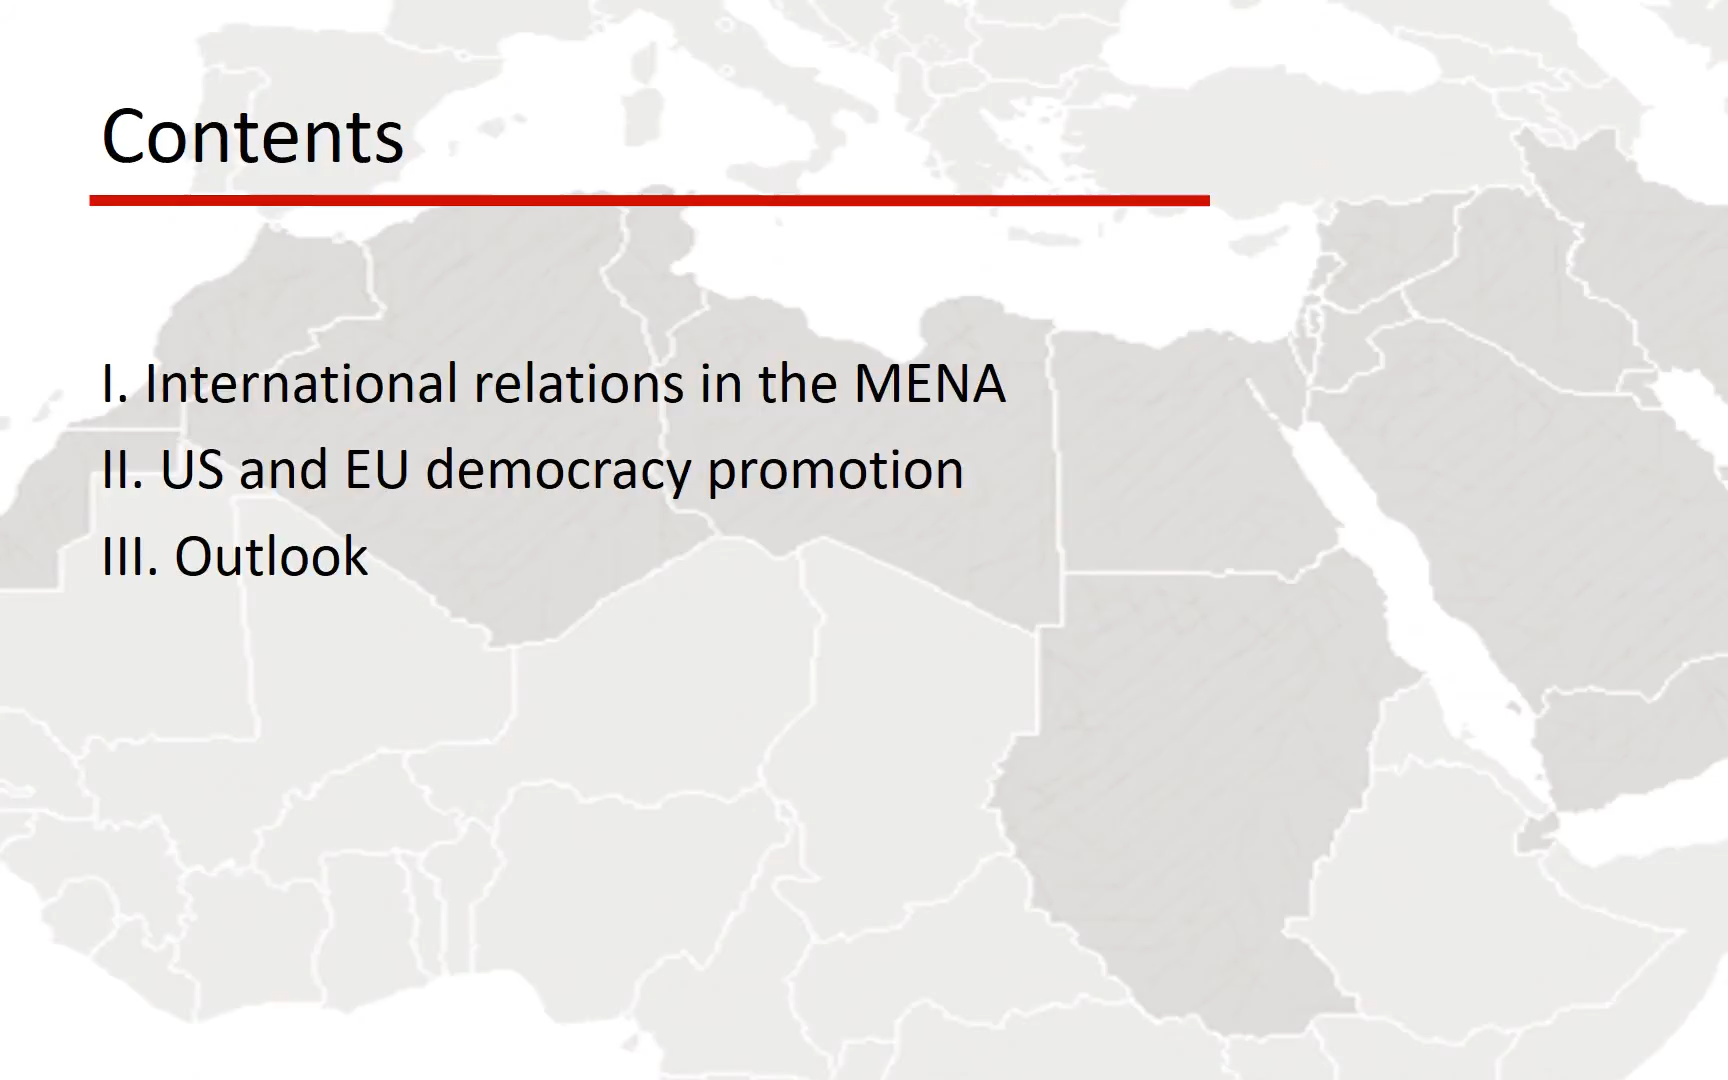 Contents
I. International relations in the MENA
II. US and EU democracy promotion
III. Outlook